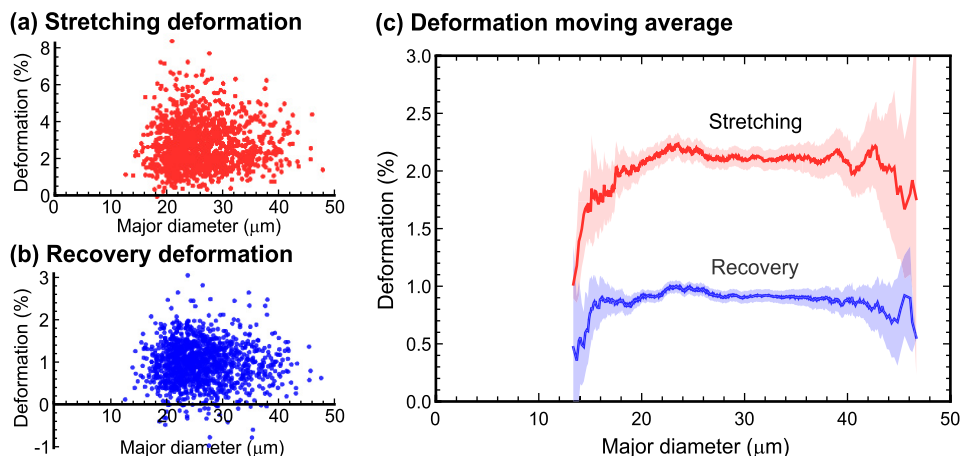 (a) Stretching deformation
8
6
4
2
0
Deformation (%)
0 10 20 30 40 50
Major diameter (μm)
(b) Recovery deformation
3
2
1
0
-1
Deformation (%)
10 20 30 40 50
Major diameter (μm)
(c) Deformation moving average
3.0
2.5
2.0
1.5
1.0
0.5
0.0
Deformation (%)
Stretching
Recovery
0 10 20 30 40 50
Major diameter (μm)